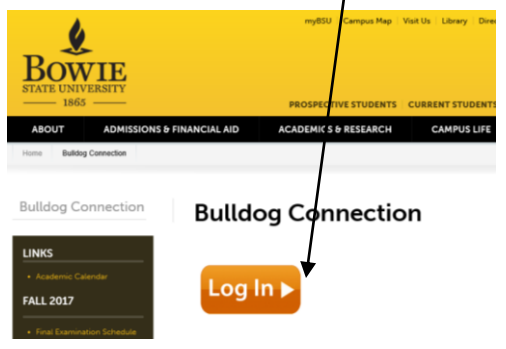 myBSU Campus Map Visit Us Library Direc
BOWIE
STATE UNIVERSITY
1865
PROSPECTIVE STUDENTS CURRENT STUDENTS
ABOUT ADMISSIONS & FINANCIAL AID ACADEMICS & RESEARCH CAMPUS LIFE
Home Bulldog Connection
Bulldog Connection
Bulldog Connection
LINKS
• Academic Calendar
FALL 2017
• Final Examination Schedule
Log In